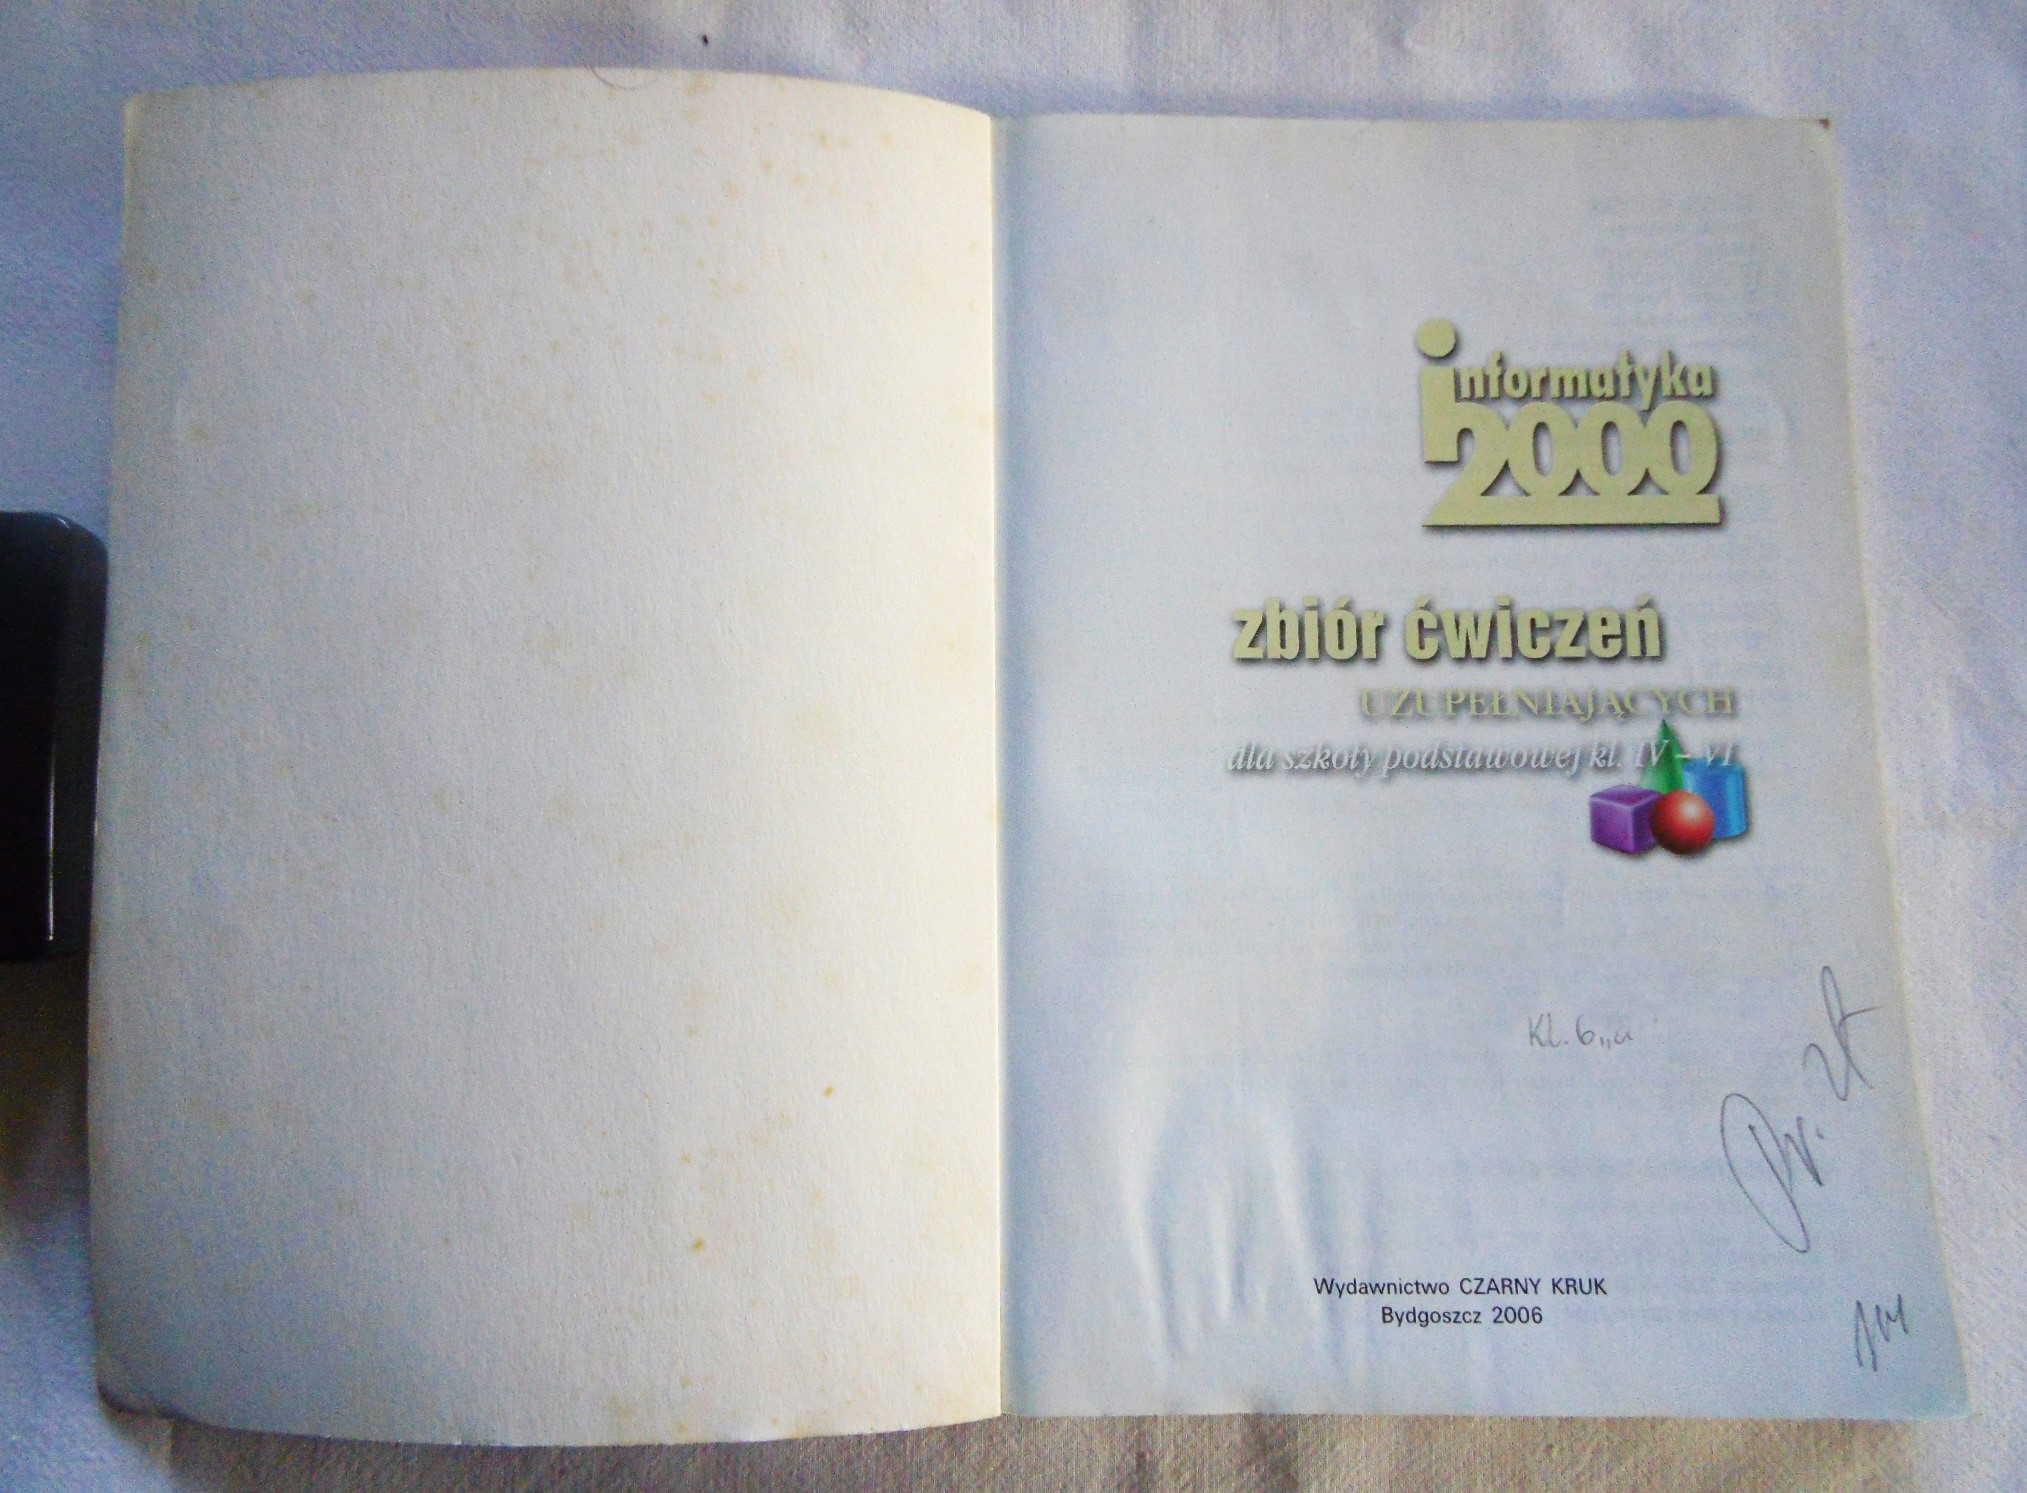 informatyka
2000
zbiór ćwiczeń
UZUPEŁNIAJĄCYCH
dla szkoły podstawowej kl. IV – VI
Kl. 6 „a
Wydawnictwo CZARNY KRUK
Bydgoszcz 2006